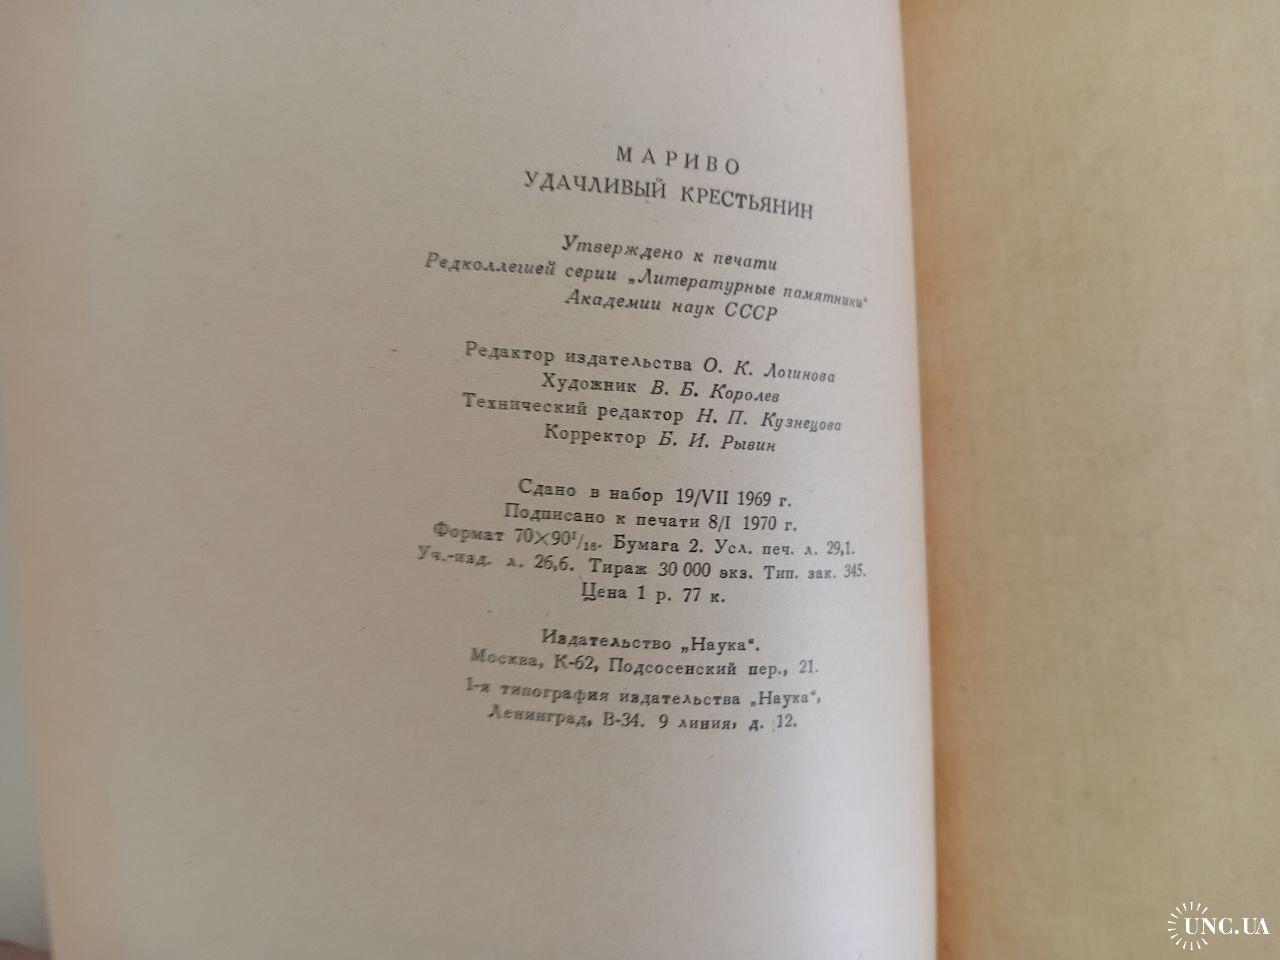 МАРИВО
УДАЧЛИВЫЙ КРЕСТЬЯНИН
Утверждено к печати
Редколлегией серии „Литературные памятники“
Академии наук СССР
Редактор издательства О. К. Логинова
Художник В. Б. Королев
Технический редактор Н. П. Кузнецова
Корректор Б. И. Рывин
Сдано в набор 19/VII 1969 г.
Подписано к печати 8/I 1970 г.
Формат 70×90¹/₁₆. Бумага 2. Усл. печ. л. 29,1.
Уч.-изд. л. 26,6. Тираж 30 000 экз. Тип. зак. 345.
Цена 1 р. 77 к.
Издательство „Наука“.
Москва, К-62, Подсосенский пер., 21.
1-я типография издательства „Наука“,
Ленинград, В-34. 9 линия, д. 12.
UNC.UA